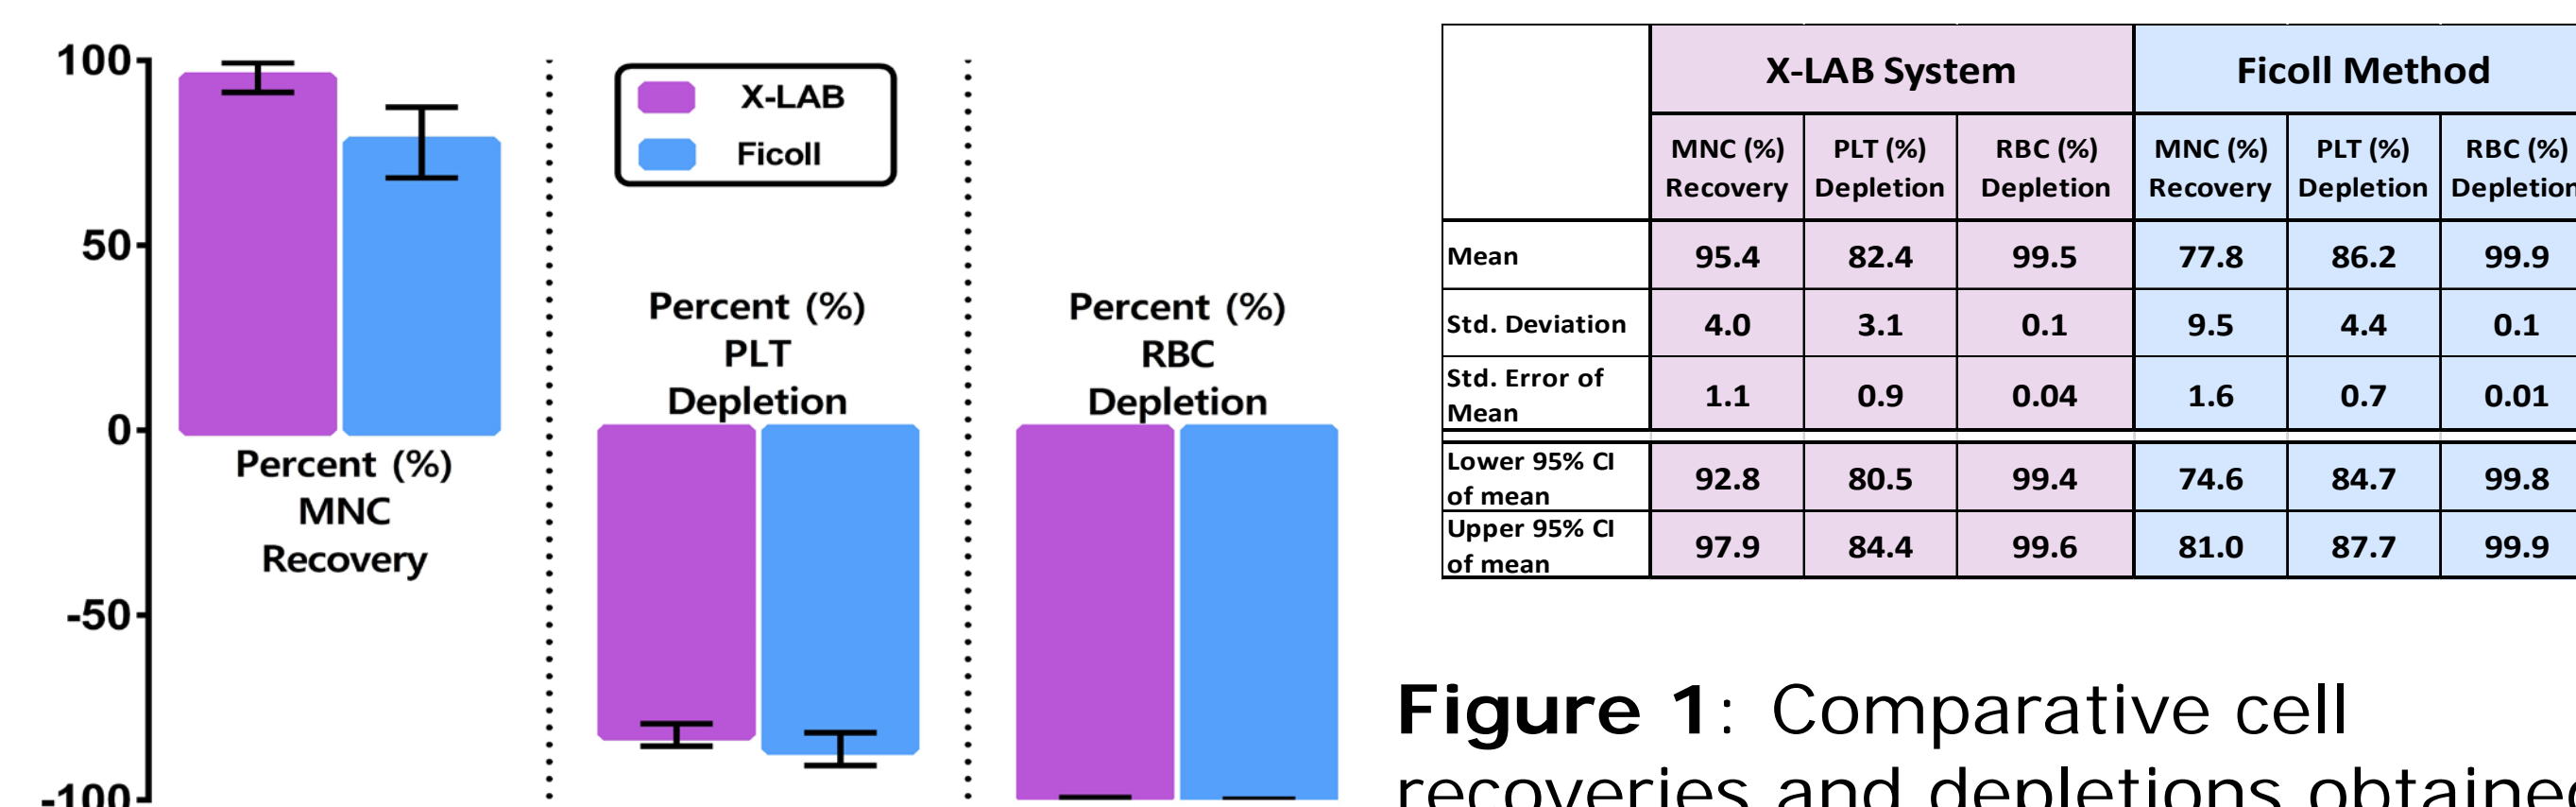 100
50
0
-50
-100
X-LAB
Ficoll
Percent (%)
MNC
Recovery
Percent (%)
PLT
Depletion
Percent (%)
RBC
Depletion
X-LAB System Ficoll Method
MNC (%) PLT (%) RBC (%) MNC (%) PLT (%) RBC (%)
Recovery Depletion Depletion Recovery Depletion Depletion
Mean 95.4 82.4 99.5 77.8 86.2 99.9
Std. Deviation 4.0 3.1 0.1 9.5 4.4 0.1
Std. Error of
Mean 1.1 0.9 0.04 1.6 0.7 0.01
Lower 95% CI
of mean 92.8 80.5 99.4 74.6 84.7 99.8
Upper 95% CI
of mean 97.9 84.4 99.6 81.0 87.7 99.9
Figure 1: Comparative cell
recoveries and depletions obtained